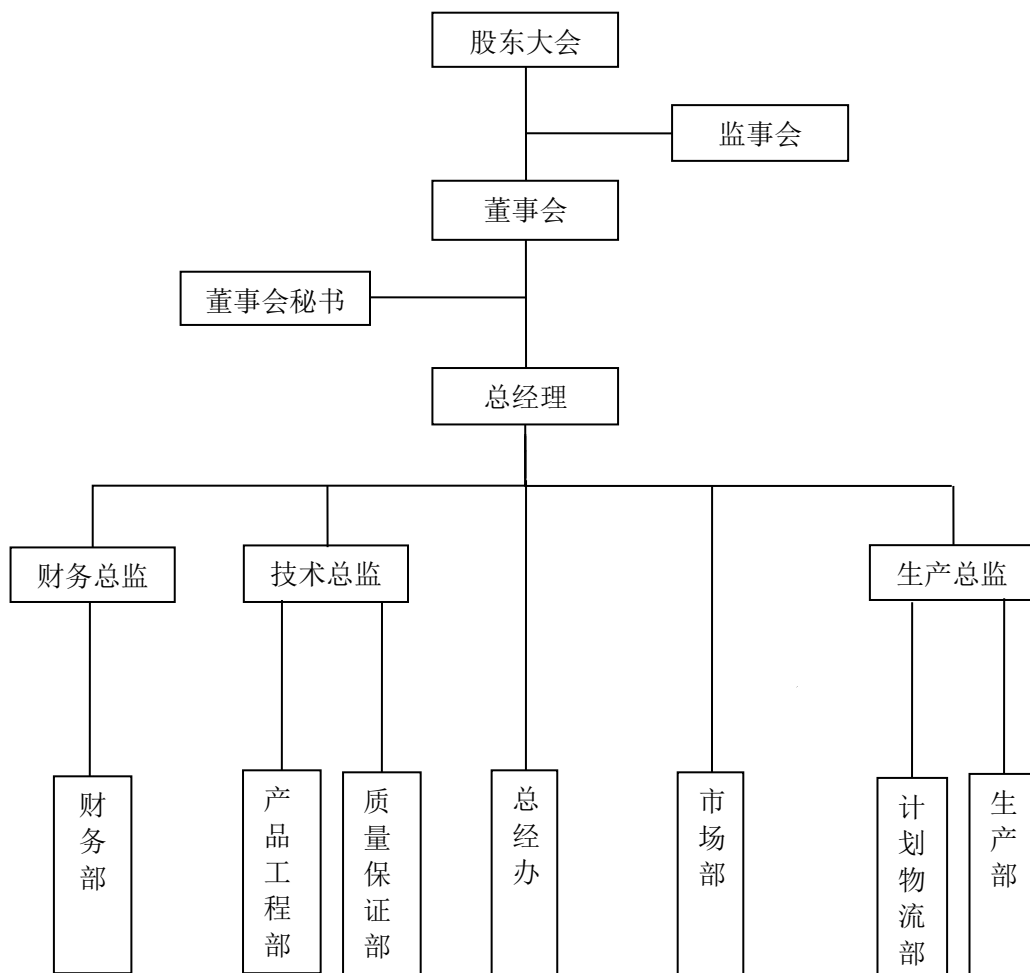 股东大会
监事会
董事会
董事会秘书
总经理
财务总监
技术总监
生产总监
财务部
产品工程部
质量保证部
总经办
市场部
计划物流部
生产部